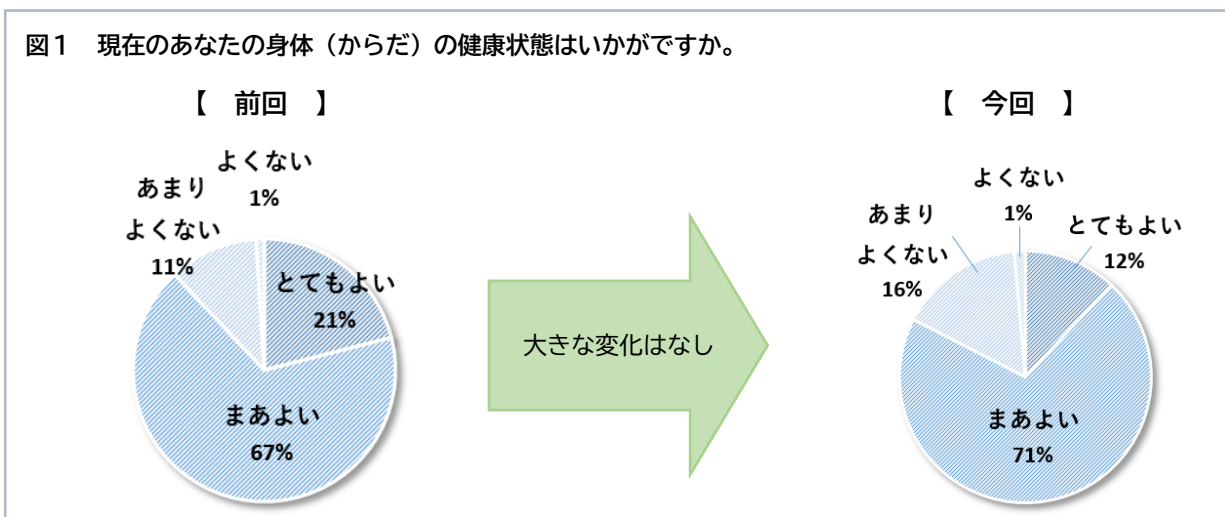 図１　現在のあなたの身体（からだ）の健康状態はいかがですか。
【　前回　】
よくない
1%
あまり
よくない
11%
とてもよい
21%
まあよい
67%
大きな変化はなし
【　今回　】
よくない
1%
あまり
よくない
16%
とてもよい
12%
まあよい
71%